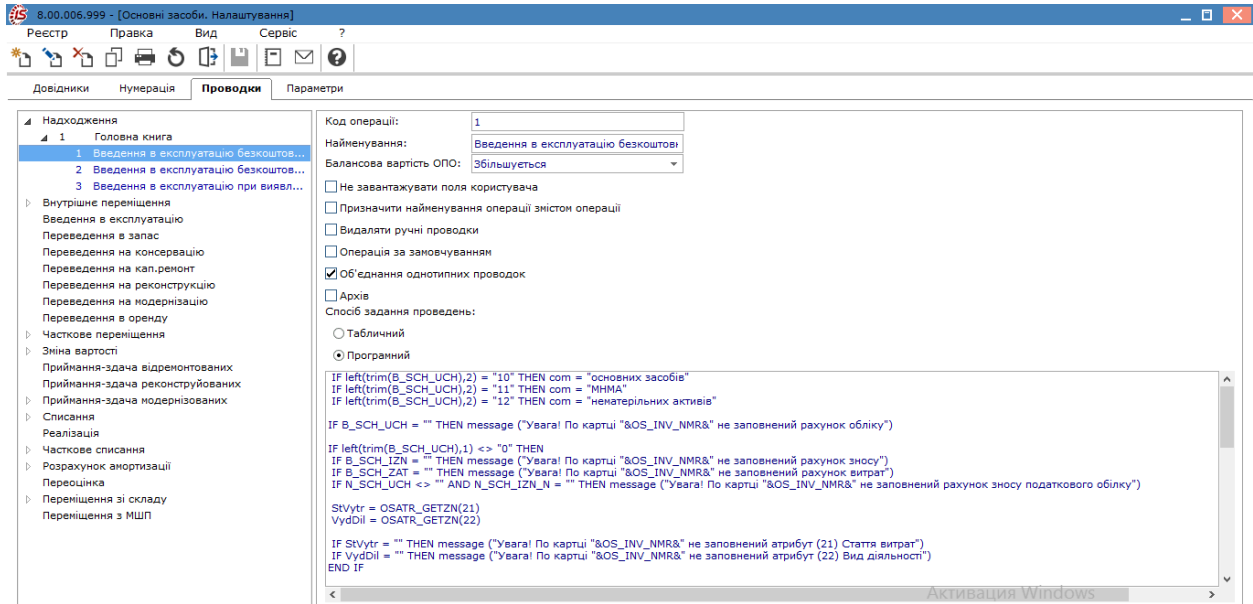 8.00.006.999 - [Основні засоби. Налаштування]
Реєстр Правка Вид Сервіс ?
Довідники Нумерація Проводки Параметри
Надходження
1 Головна книга
1 Введення в експлуатацію безкоштов...
2 Введення в експлуатацію безкоштов...
3 Введення в експлуатацію при виявл...
Внутрішнє переміщення
Введення в експлуатацію
Переведення в запас
Переведення на консервацію
Переведення на кап.ремонт
Переведення на реконструкцію
Переведення на модернізацію
Переведення в оренду
Часткове переміщення
Зміна вартості
Приймання-здача відремонтованих
Приймання-здача реконструйованих
Приймання-здача модернізованих
Списання
Реалізація
Часткове списання
Розрахунок амортизації
Переоцінка
Переміщення зі складу
Переміщення з МШП
Код операції: 1
Найменування: Введення в експлуатацію безкоштовн
Балансова вартість ОПО: Збільшується
Не завантажувати поля користувача
Призначити найменування операції змістом операції
Видаляти ручні проводки
Операція за замовчуванням
Об'єднання однотипних проводок
Архів
Спосіб задання проведень:
Табличний
Програмний
IF left(trim(B_SCH_UCH),2) = "10" THEN com = "основних засобів"
IF left(trim(B_SCH_UCH),2) = "11" THEN com = "МНМА"
IF left(trim(B_SCH_UCH),2) = "12" THEN com = "нематерільних активів"
IF B_SCH_UCH = "" THEN message ("Увага! По картці "&OS_INV_NMR&" не заповнений рахунок обліку")
IF left(trim(B_SCH_UCH),1) <> "0" THEN
IF B_SCH_IZN = "" THEN message ("Увага! По картці "&OS_INV_NMR&" не заповнений рахунок зносу")
IF B_SCH_ZAT = "" THEN message ("Увага! По картці "&OS_INV_NMR&" не заповнений рахунок витрат")
IF N_SCH_UCH <> "" AND N_SCH_IZN_N = "" THEN message ("Увага! По картці "&OS_INV_NMR&" не заповнений рахунок зносу податкового обілку")
StVytr = OSATR_GETZN(21)
VydDil = OSATR_GETZN(22)
IF StVytr = "" THEN message ("Увага! По картці "&OS_INV_NMR&" не заповнений атрибут (21) Стаття витрат")
IF VydDil = "" THEN message ("Увага! По картці "&OS_INV_NMR&" не заповнений атрибут (22) Вид діяльності")
END IF
Активация Windows